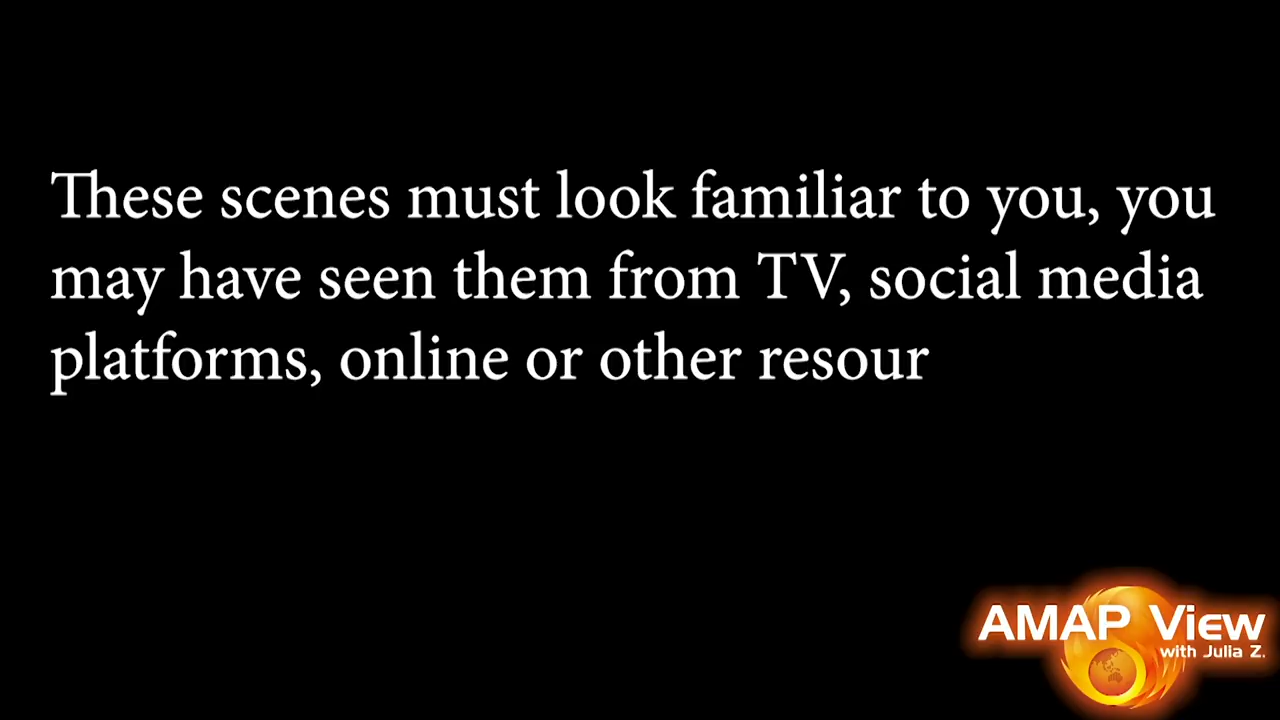 These scenes must look familiar to you, you
may have seen them from TV, social media
platforms, online or other resour
AMAP View
with Julia Z.